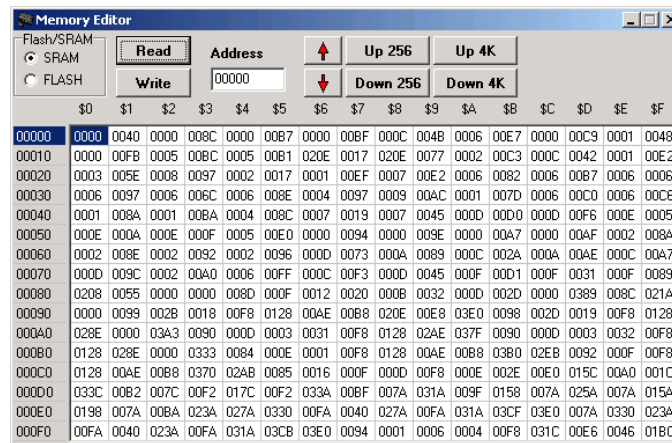 Memory Editor
Flash/SRAM
SRAM
FLASH
Read
Write
Address
00000
Up 256
Up 4K
Down 256
Down 4K
$0 $1 $2 $3 $4 $5 $6 $7 $8 $9 $A $B $C $D $E $F
00000 0000 0040 0000 008C 0000 00B7 0000 00BF 000C 004B 0006 00E7 0000 00C9 0001 0048
00010 0000 00FB 0005 00BC 0005 00B1 020E 0017 020E 0077 0002 00C3 000C 0042 0001 00E2
00020 0003 005E 0008 0097 0002 0017 0001 00EF 0007 00E2 0006 0082 0006 00B7 0006 0006
00030 0006 0097 0006 006C 0006 008E 0004 0097 0009 00AC 0001 007D 0006 00C0 0006 00C6
00040 0001 008A 0001 00BA 0004 008C 0007 0019 0007 0045 000D 00D0 000D 00F6 000E 0005
00050 000E 000A 000E 000F 0005 00E0 0000 0094 0000 009E 0000 00A7 0000 00AF 0002 008A
00060 0002 008E 0002 0092 0002 0096 000D 0073 000A 0089 000C 002A 000A 00AE 000C 00A7
00070 000D 009C 0002 00A0 0006 00FF 000C 00F3 000D 0045 000F 00D1 000F 0031 000F 0089
00080 0208 0055 0000 0000 008D 000F 0012 0020 000B 0032 000D 002D 0000 0389 008C 021A
00090 0000 0099 002B 0018 00F8 0128 00AE 00B8 020E 00E8 03E0 0098 002D 0019 00F8 0128
000A0 028E 0000 03A3 0090 000D 0003 0031 00F8 0128 02AE 037F 0090 000D 0003 0032 00F8
000B0 0128 028E 0000 0333 0084 000E 0001 00F8 0128 00AE 00B8 03B0 02EB 0092 000F 00F8
000C0 0128 00AE 00B8 0370 02AB 0085 0016 000F 000D 00F8 000E 002E 00E0 015C 00A0 001C
000D0 033C 00B2 007C 00F2 017C 00F2 033A 00BF 007A 031A 009F 0158 007A 025A 007A 015A
000E0 0198 007A 00BA 023A 027A 0330 00FA 0040 027A 00FA 031A 03CF 03E0 007A 0330 023A
000F0 00FA 0040 023A 00FA 031A 03CB 03E0 0094 0001 0006 0004 00F8 031C 00E6 0046 01BC